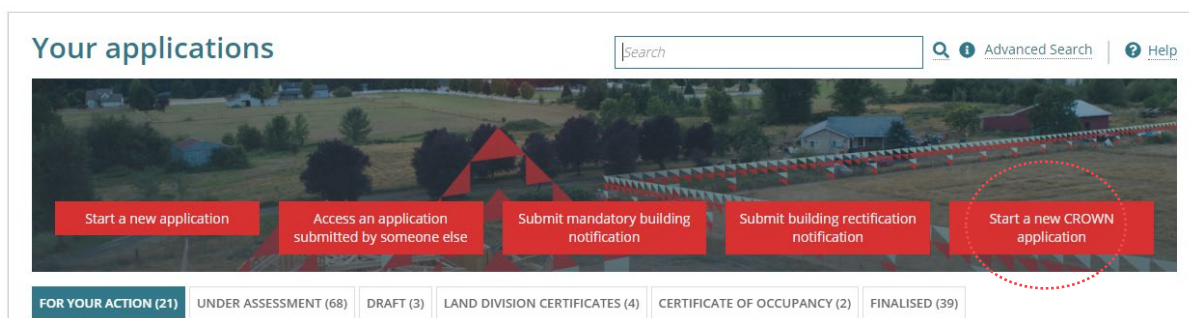 Your applications
Search
Advanced Search
Help
Start a new application
Access an application
submitted by someone else
Submit mandatory building
notification
Submit building rectification
notification
Start a new CROWN
application
FOR YOUR ACTION (21)
UNDER ASSESSMENT (68)
DRAFT (3)
LAND DIVISION CERTIFICATES (4)
CERTIFICATE OF OCCUPANCY (2)
FINALISED (39)